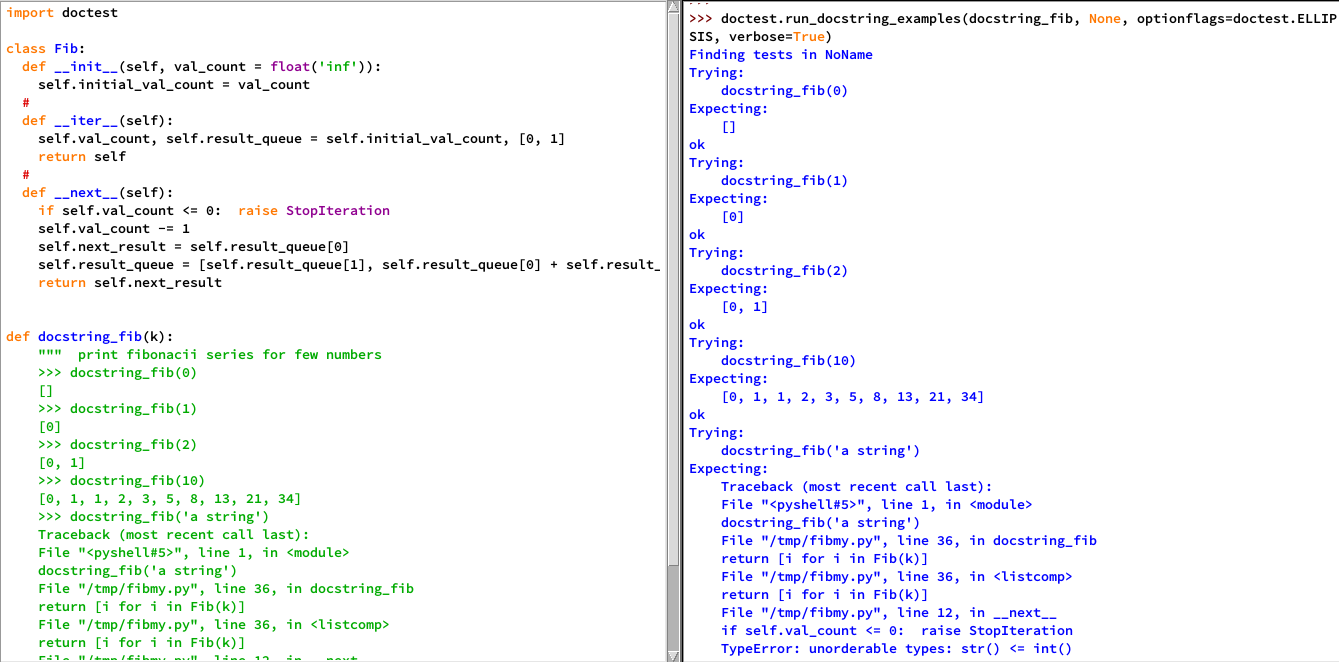 import doctest
class Fib:
def __init__(self, val_count = float('inf')):
self.initial_val_count = val_count
#
def __iter__(self):
self.val_count, self.result_queue = self.initial_val_count, [0, 1]
return self
#
def __next__(self):
if self.val_count <= 0:  raise StopIteration
self.val_count -= 1
self.next_result = self.result_queue[0]
self.result_queue = [self.result_queue[1], self.result_queue[0] + self.result_
return self.next_result
def docstring_fib(k):
"""  print fibonacii series for few numbers
>>> docstring_fib(0)
[]
>>> docstring_fib(1)
[0]
>>> docstring_fib(2)
[0, 1]
>>> docstring_fib(10)
[0, 1, 1, 2, 3, 5, 8, 13, 21, 34]
>>> docstring_fib('a string')
Traceback (most recent call last):
File "<pyshell#5>", line 1, in <module>
docstring_fib('a string')
File "/tmp/fibmy.py", line 36, in docstring_fib
return [i for i in Fib(k)]
File "/tmp/fibmy.py", line 36, in <listcomp>
return [i for i in Fib(k)]
File "/tmp/fibmy.py", line 12, in __next__
>>> doctest.run_docstring_examples(docstring_fib, None, optionflags=doctest.ELLIP
SIS, verbose=True)
Finding tests in NoName
Trying:
docstring_fib(0)
Expecting:
[]
ok
Trying:
docstring_fib(1)
Expecting:
[0]
ok
Trying:
docstring_fib(2)
Expecting:
[0, 1]
ok
Trying:
docstring_fib(10)
Expecting:
[0, 1, 1, 2, 3, 5, 8, 13, 21, 34]
ok
Trying:
docstring_fib('a string')
Expecting:
Traceback (most recent call last):
File "<pyshell#5>", line 1, in <module>
docstring_fib('a string')
File "/tmp/fibmy.py", line 36, in docstring_fib
return [i for i in Fib(k)]
File "/tmp/fibmy.py", line 36, in <listcomp>
return [i for i in Fib(k)]
File "/tmp/fibmy.py", line 12, in __next__
if self.val_count <= 0:  raise StopIteration
TypeError: unorderable types: str() <= int()